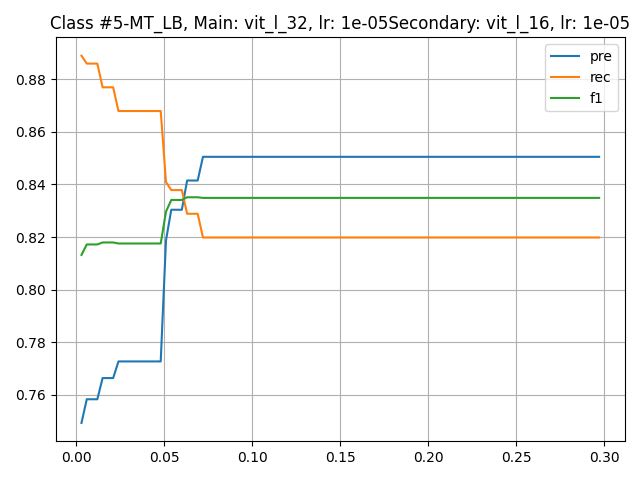 Class #5-MT_LB, Main: vit_l_32, lr: 1e-05Secondary: vit_l_16, lr: 1e-05
pre
rec
f1
0.88
0.86
0.84
0.82
0.80
0.78
0.76
0.00 0.05 0.10 0.15 0.20 0.25 0.30